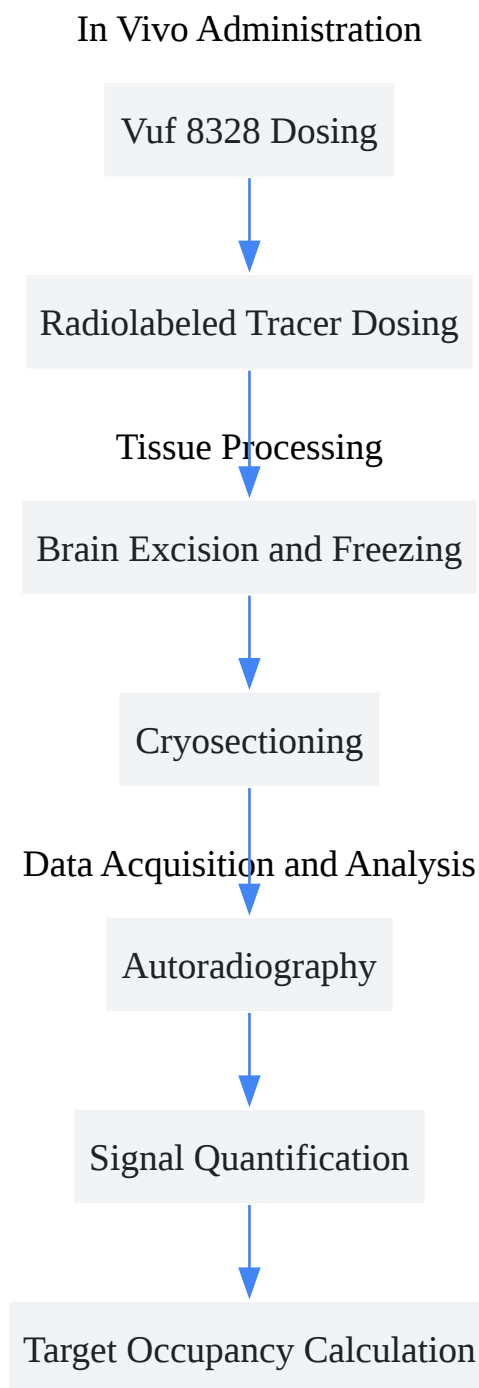 In Vivo Administration
Vuf 8328 Dosing
Radiolabeled Tracer Dosing
Tissue Processing
Brain Excision and Freezing
Cryosectioning
Data Acquisition and Analysis
Autoradiography
Signal Quantification
Target Occupancy Calculation